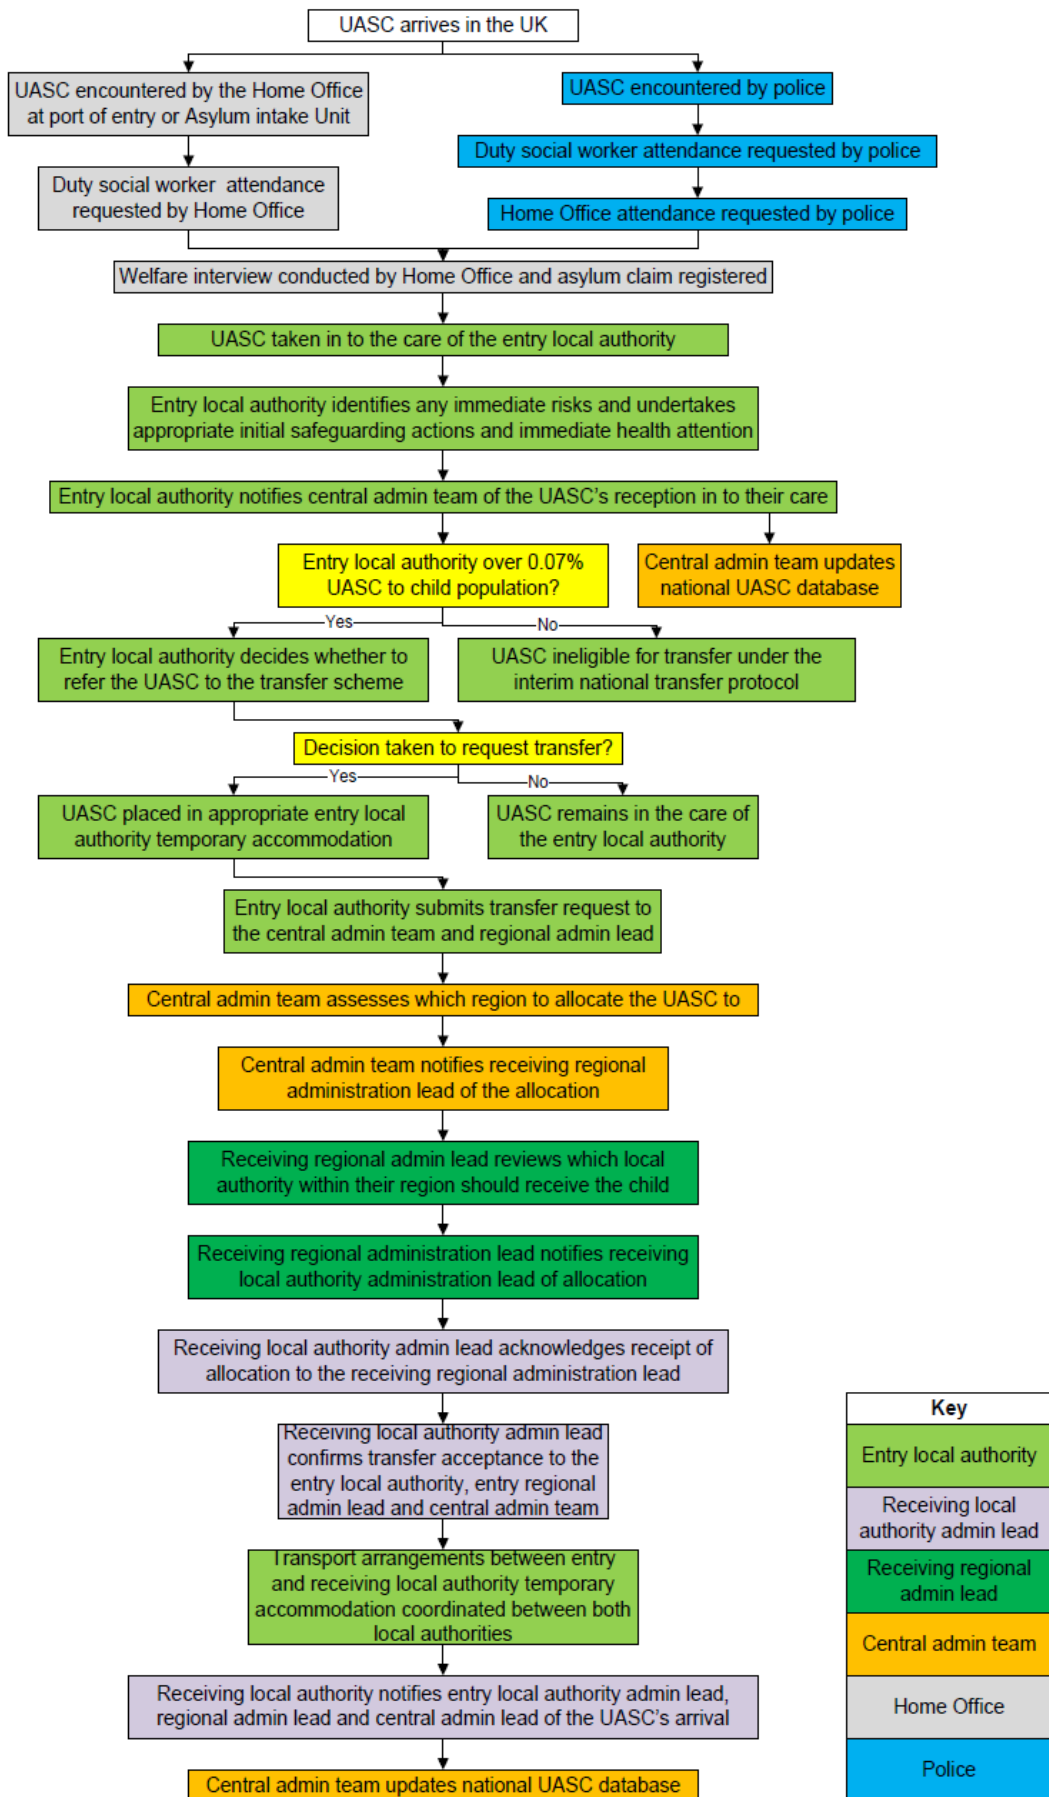 UASC arrives in the UK
UASC encountered by the Home Office
at port of entry or Asylum intake Unit
UASC encountered by police
Duty social worker attendance requested by police
Duty social worker  attendance
requested by Home Office
Home Office attendance requested by police
Welfare interview conducted by Home Office and asylum claim registered
UASC taken in to the care of the entry local authority
Entry local authority identifies any immediate risks and undertakes
appropriate initial safeguarding actions and immediate health attention
Entry local authority notifies central admin team of the UASC's reception in to their care
Entry local authority over 0.07%
UASC to child population?
Central admin team updates
national UASC database
Yes
No
Entry local authority decides whether to
refer the UASC to the transfer scheme
UASC ineligible for transfer under the
interim national transfer protocol
Decision taken to request transfer?
Yes
No
UASC placed in appropriate entry local
authority temporary accommodation
UASC remains in the care of
the entry local authority
Entry local authority submits transfer request to
the central admin team and regional admin lead
Central admin team assesses which region to allocate the UASC to
Central admin team notifies receiving regional
administration lead of the allocation
Receiving regional admin lead reviews which local
authority within their region should receive the child
Receiving regional administration lead notifies receiving
local authority administration lead of allocation
Receiving local authority admin lead acknowledges receipt of
allocation to the receiving regional administration lead
Receiving local authority admin lead
confirms transfer acceptance to the
entry local authority, entry regional
admin lead and central admin team
Transport arrangements between entry
and receiving local authority temporary
accommodation coordinated between both
local authorities
Receiving local authority notifies entry local authority admin lead,
regional admin lead and central admin lead of the UASC's arrival
Central admin team updates national UASC database
Key
Entry local authority
Receiving local
authority admin lead
Receiving regional
admin lead
Central admin team
Home Office
Police